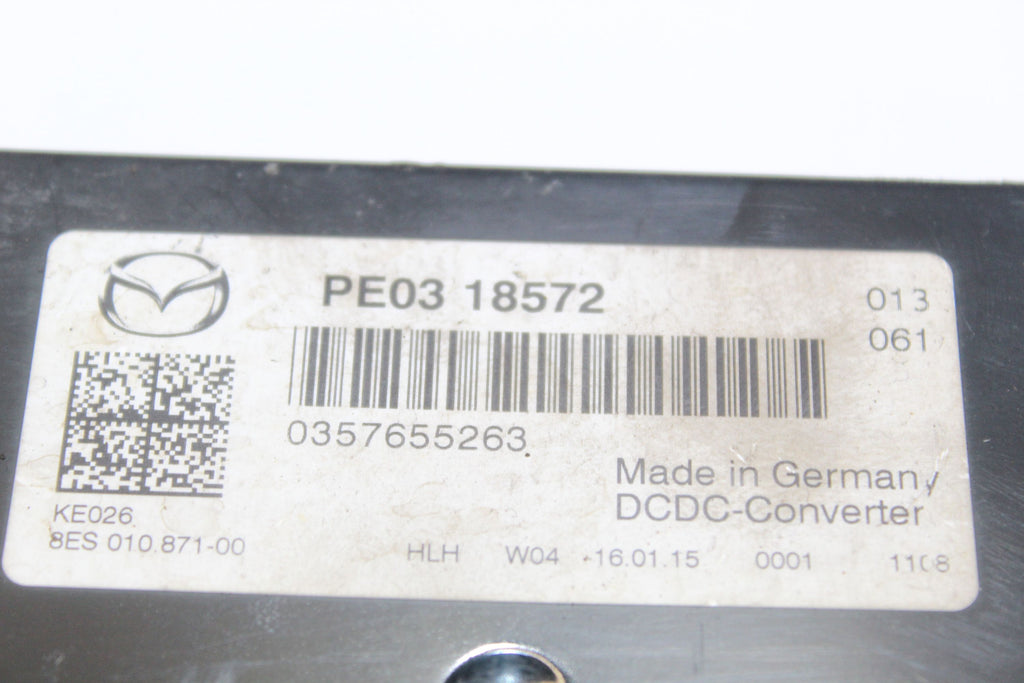 PE03 18572
013
061
0357655263
Made in Germany
DCDC-Converter
KE026
8ES 010.871-00
HLH W04 -16.01.15 0001 1108